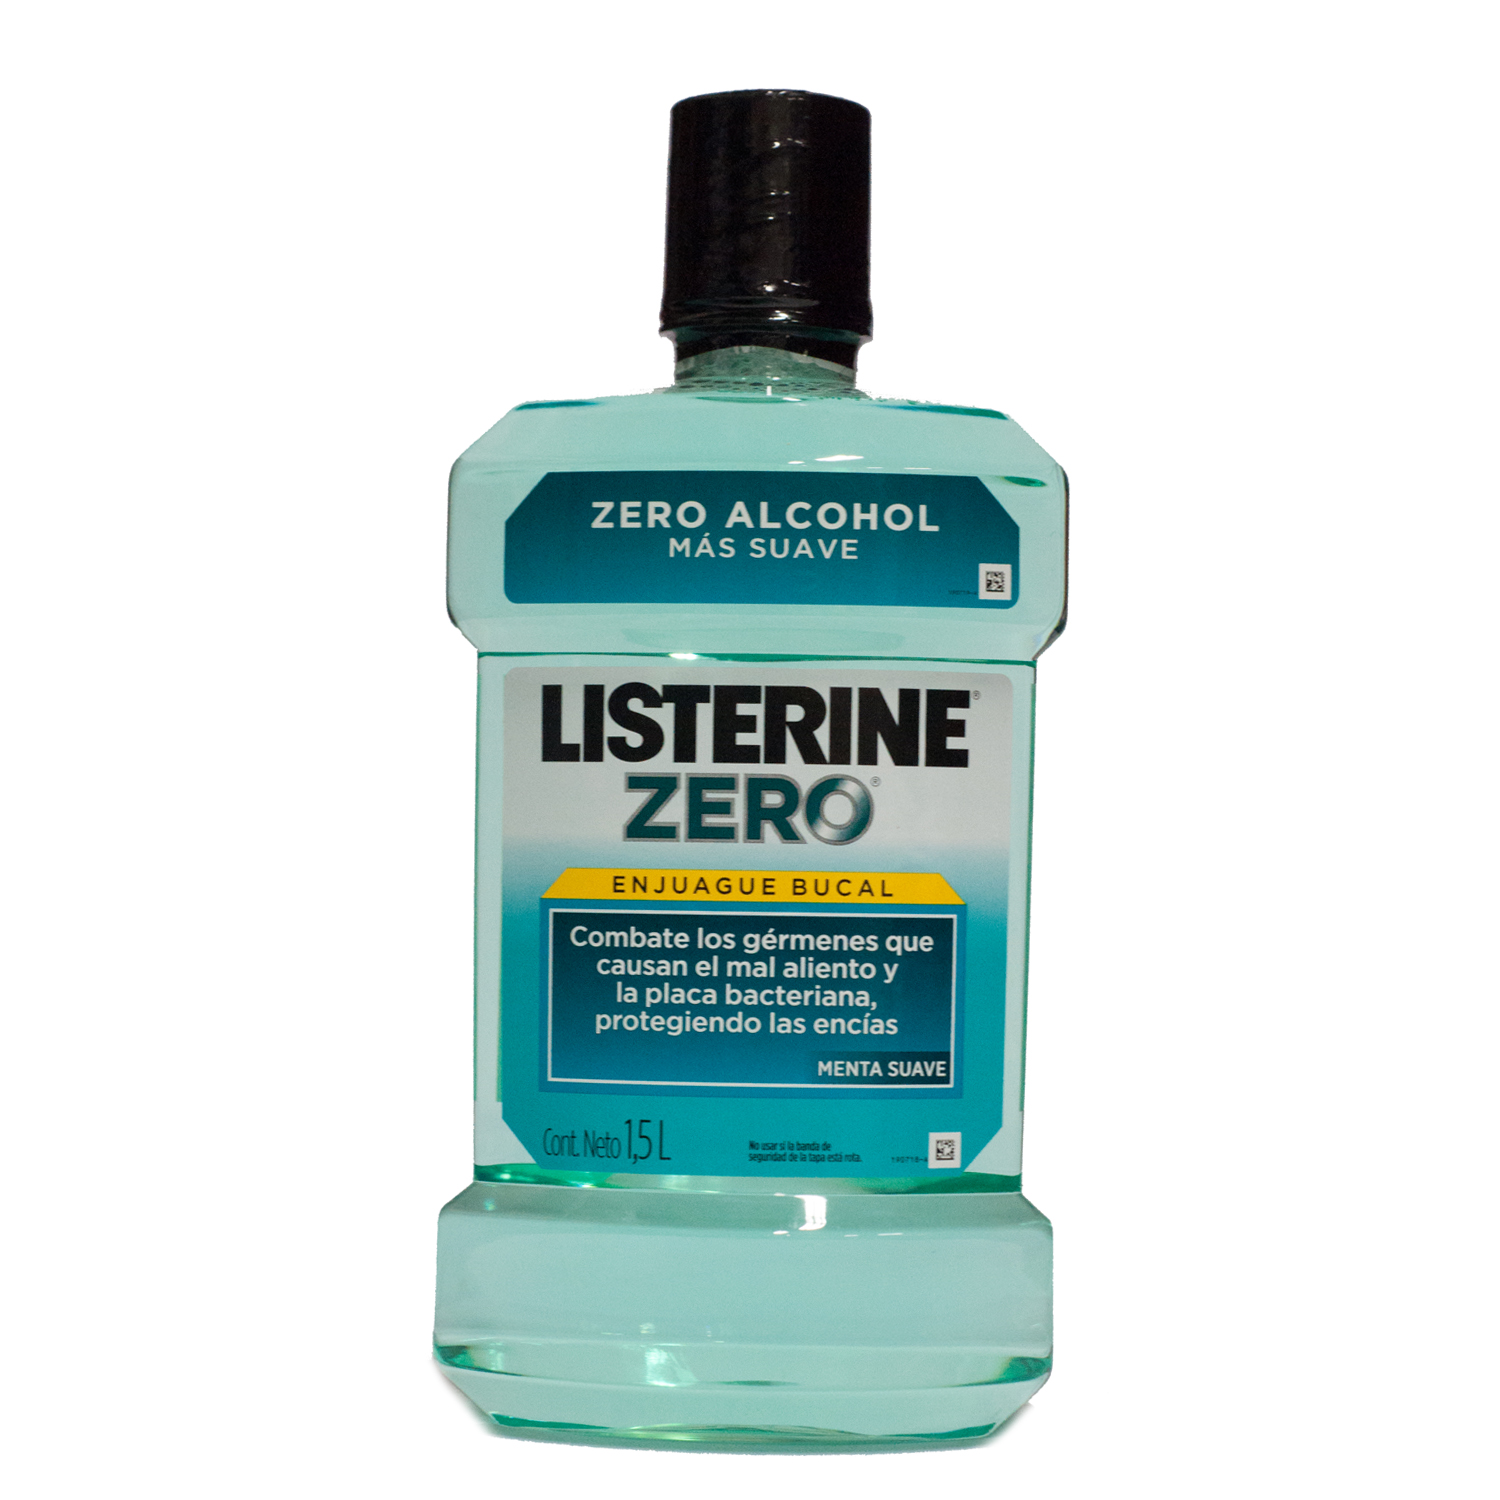 ZERO ALCOHOL
MÁS SUAVE
LISTERINE®
ZERO®
ENJUAGUE BUCAL
Combate los gérmenes que
causan el mal aliento y
la placa bacteriana,
protegiendo las encías
MENTA SUAVE
Cont. Neto 1,5 L
No usar si la banda de
seguridad de la tapa está rota.